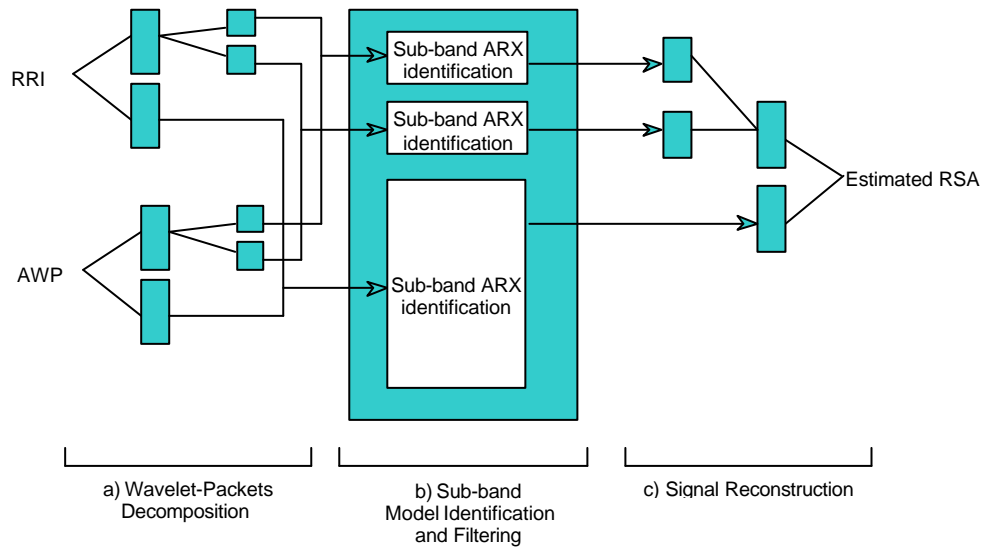 RRI
AWP
Sub-band ARX
identification
Sub-band ARX
identification
Sub-band ARX
identification
Estimated RSA
a) Wavelet-Packets
Decomposition
b) Sub-band
Model Identification
and Filtering
c) Signal Reconstruction